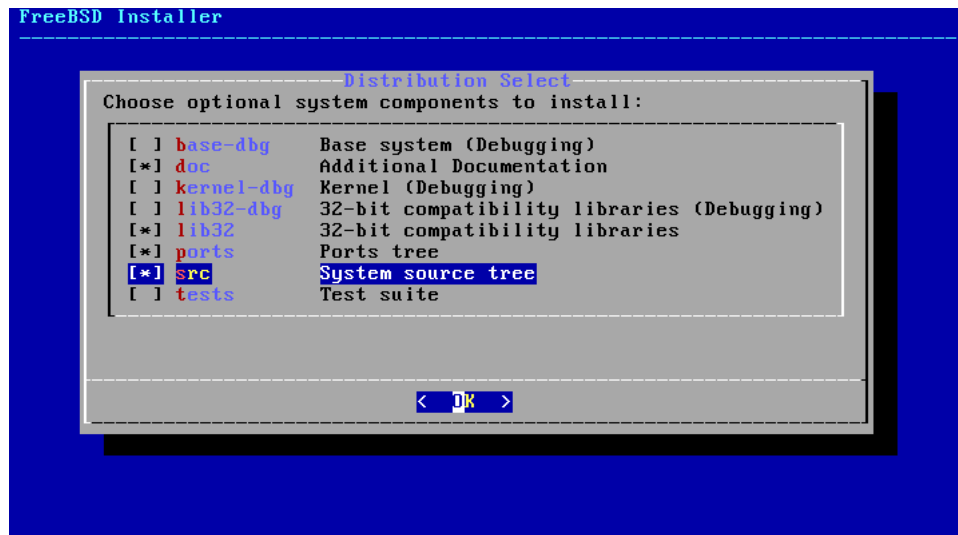 FreeBSD Installer
Distribution Select
Choose optional system components to install:
[ ] base-dbg Base system (Debugging)
[*] doc Additional Documentation
[ ] kernel-dbg Kernel (Debugging)
[ ] lib32-dbg 32-bit compatibility libraries (Debugging)
[*] lib32 32-bit compatibility libraries
[*] ports Ports tree
[*] src System source tree
[ ] tests Test suite
< OK >